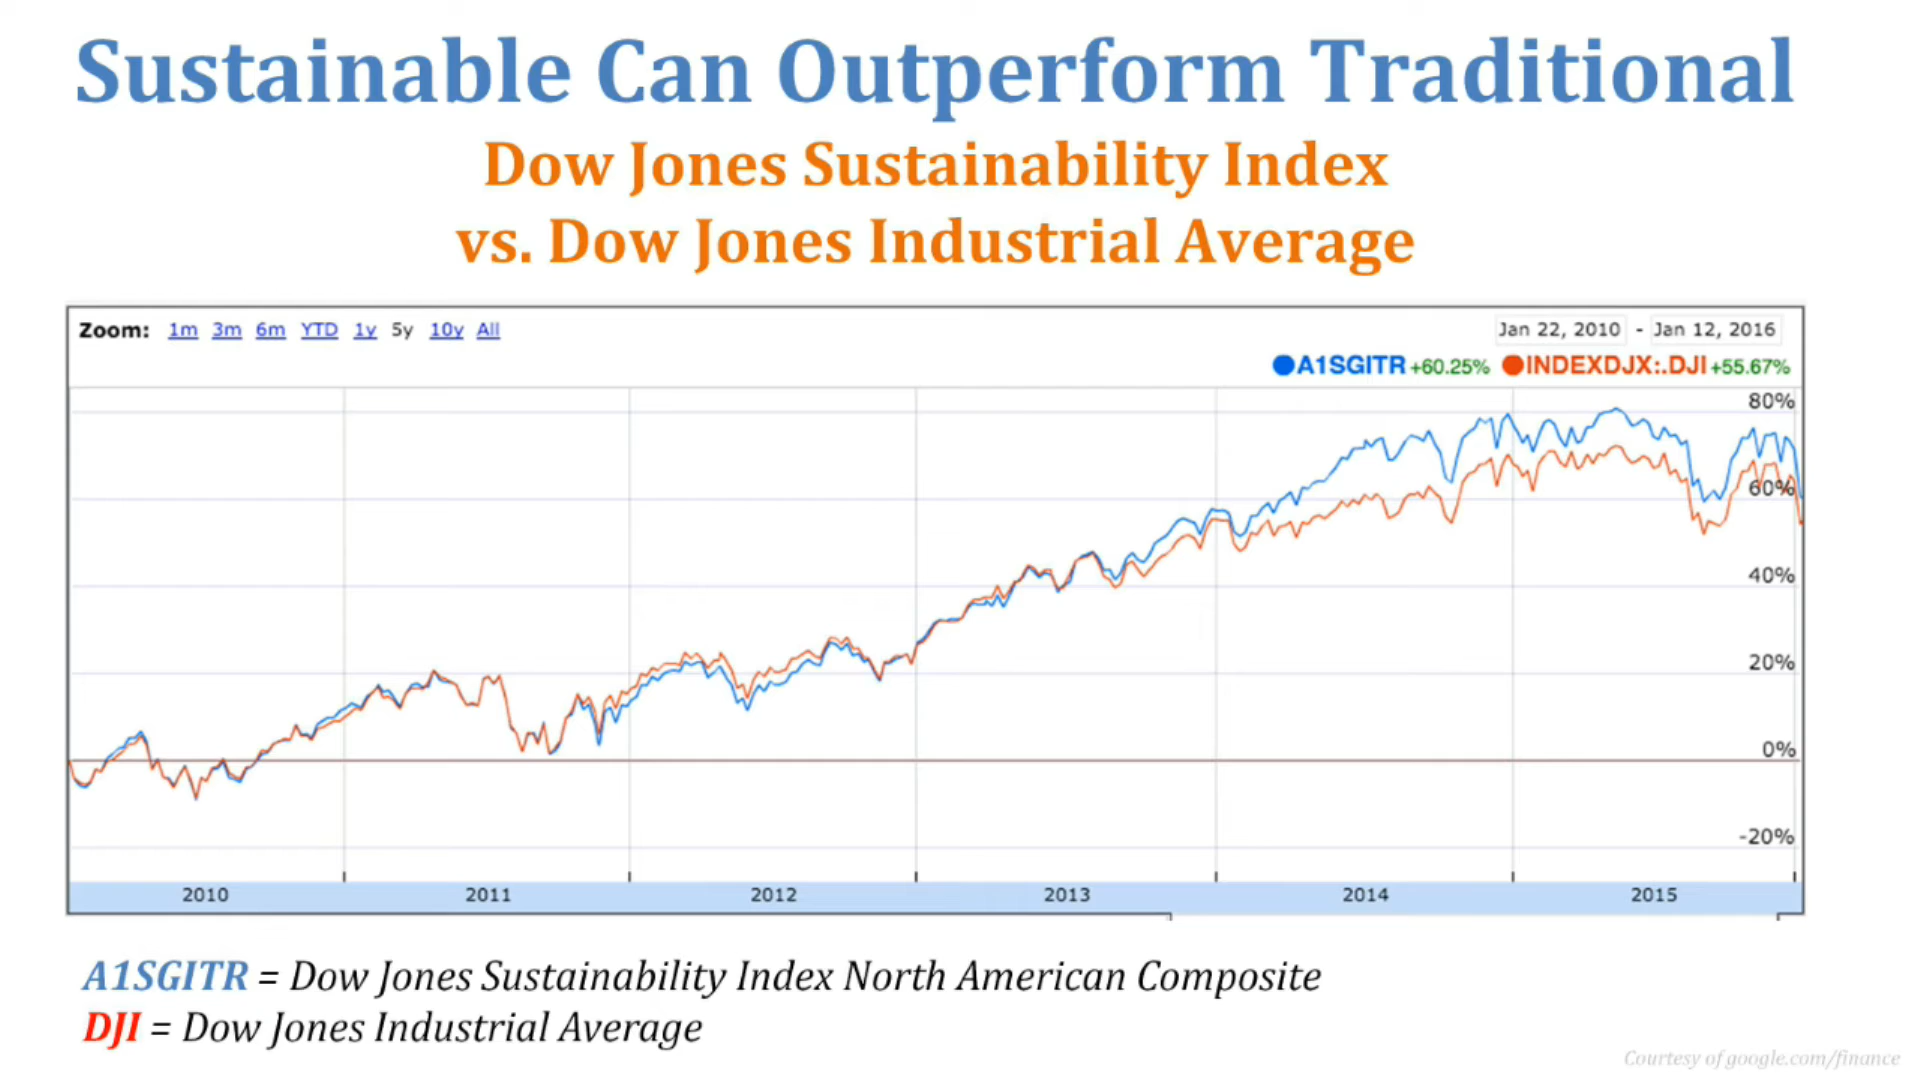 Sustainable Can Outperform Traditional
Dow Jones Sustainability Index
vs. Dow Jones Industrial Average
Zoom: 1m 3m 6m YTD 1y 5y 10y All
Jan 22, 2010 - Jan 12, 2016
A1SGITR +60.25% INDEXDJX:.DJI +55.67%
80%
60%
40%
20%
0%
-20%
2010 2011 2012 2013 2014 2015
A1SGITR = Dow Jones Sustainability Index North American Composite
DJI = Dow Jones Industrial Average
Courtesy of google.com/finance